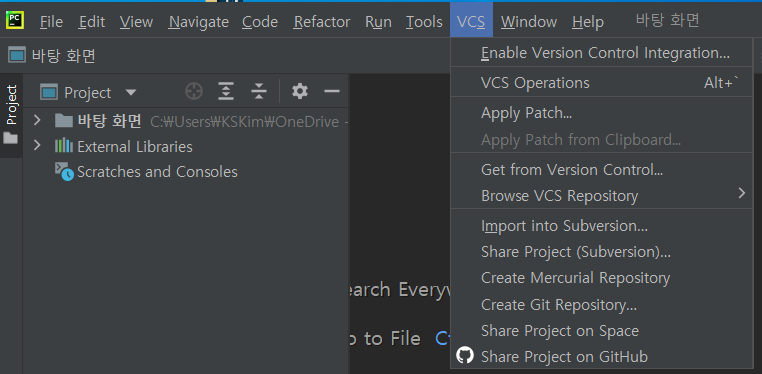 PC File Edit View Navigate Code Refactor Run Tools VCS Window Help 바탕 화면
바탕 화면
Project
Project
바탕 화면 C:\Users\KSKim\OneDrive -
External Libraries
Scratches and Consoles
Enable Version Control Integration...
VCS Operations Alt+`
Apply Patch...
Apply Patch from Clipboard...
Get from Version Control...
Browse VCS Repository
Import into Subversion...
Share Project (Subversion)...
Create Mercurial Repository
Create Git Repository...
Share Project on Space
Share Project on GitHub
earch Everyw
o to File